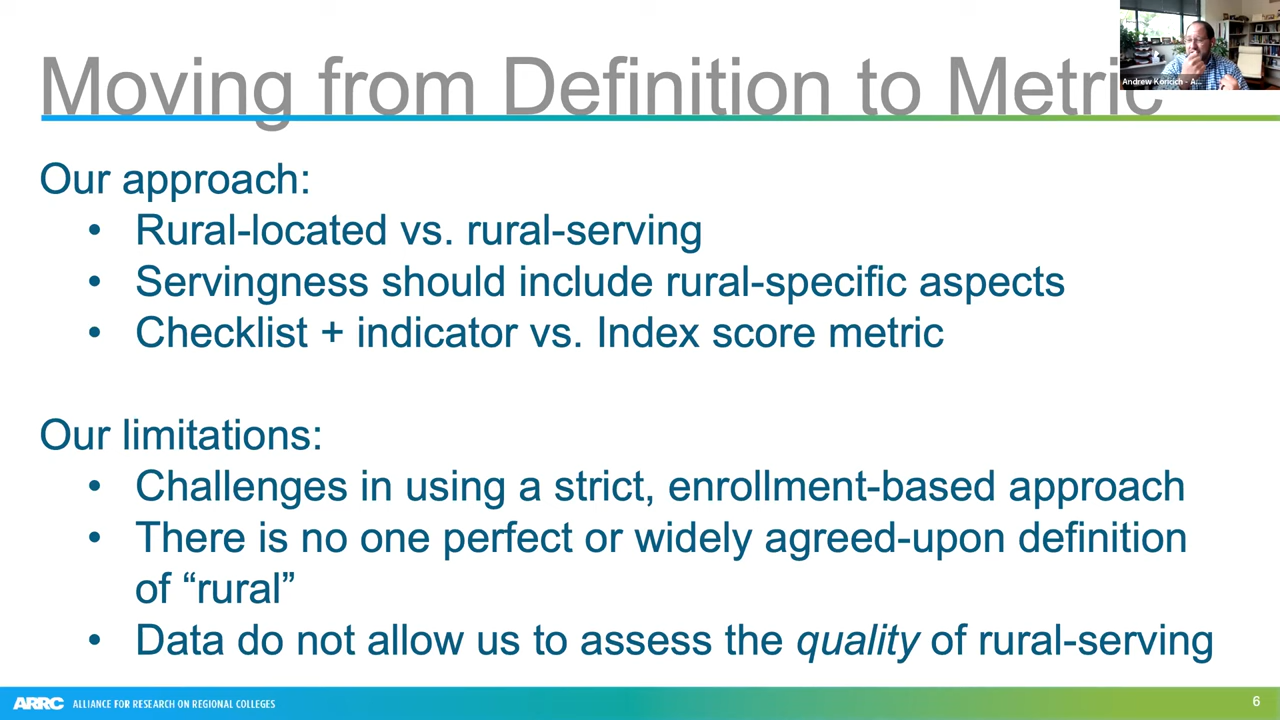 Moving from Definition to Metric
Andrew Koricich - A...
Our approach:
• Rural-located vs. rural-serving
• Servingness should include rural-specific aspects
• Checklist + indicator vs. Index score metric
Our limitations:
• Challenges in using a strict, enrollment-based approach
• There is no one perfect or widely agreed-upon definition
of “rural”
• Data do not allow us to assess the quality of rural-serving
ARRC ALLIANCE FOR RESEARCH ON REGIONAL COLLEGES
6